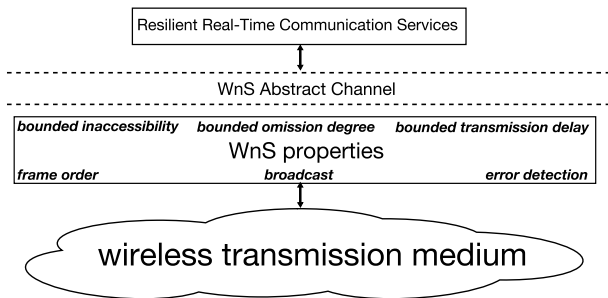 Resilient Real-Time Communication Services
WnS Abstract Channel
bounded inaccessibility bounded omission degree bounded transmission delay
WnS properties
frame order broadcast error detection
wireless transmission medium